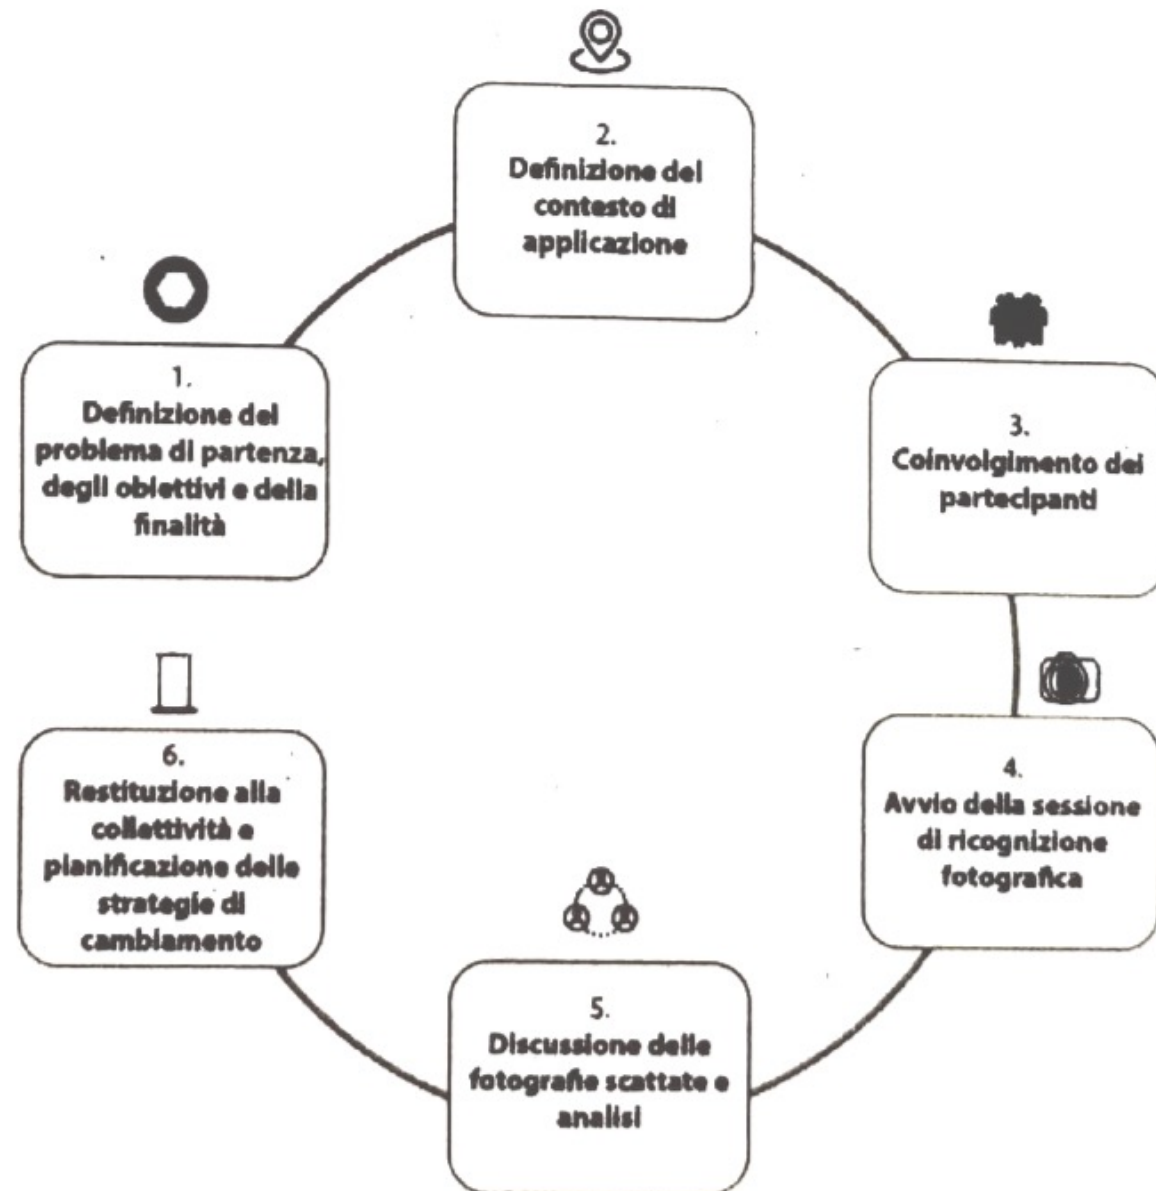 1.
Definizione del
problema di partenza,
degli obiettivi e della
finalità
2.
Definizione del
contesto di
applicazione
3.
Coinvolgimento dei
partecipanti
4.
Avvio della sessione
di ricognizione
fotografica
5.
Discussione delle
fotografie scattate e
analisi
6.
Restituzione alla
collettività e
pianificazione delle
strategie di
cambiamento